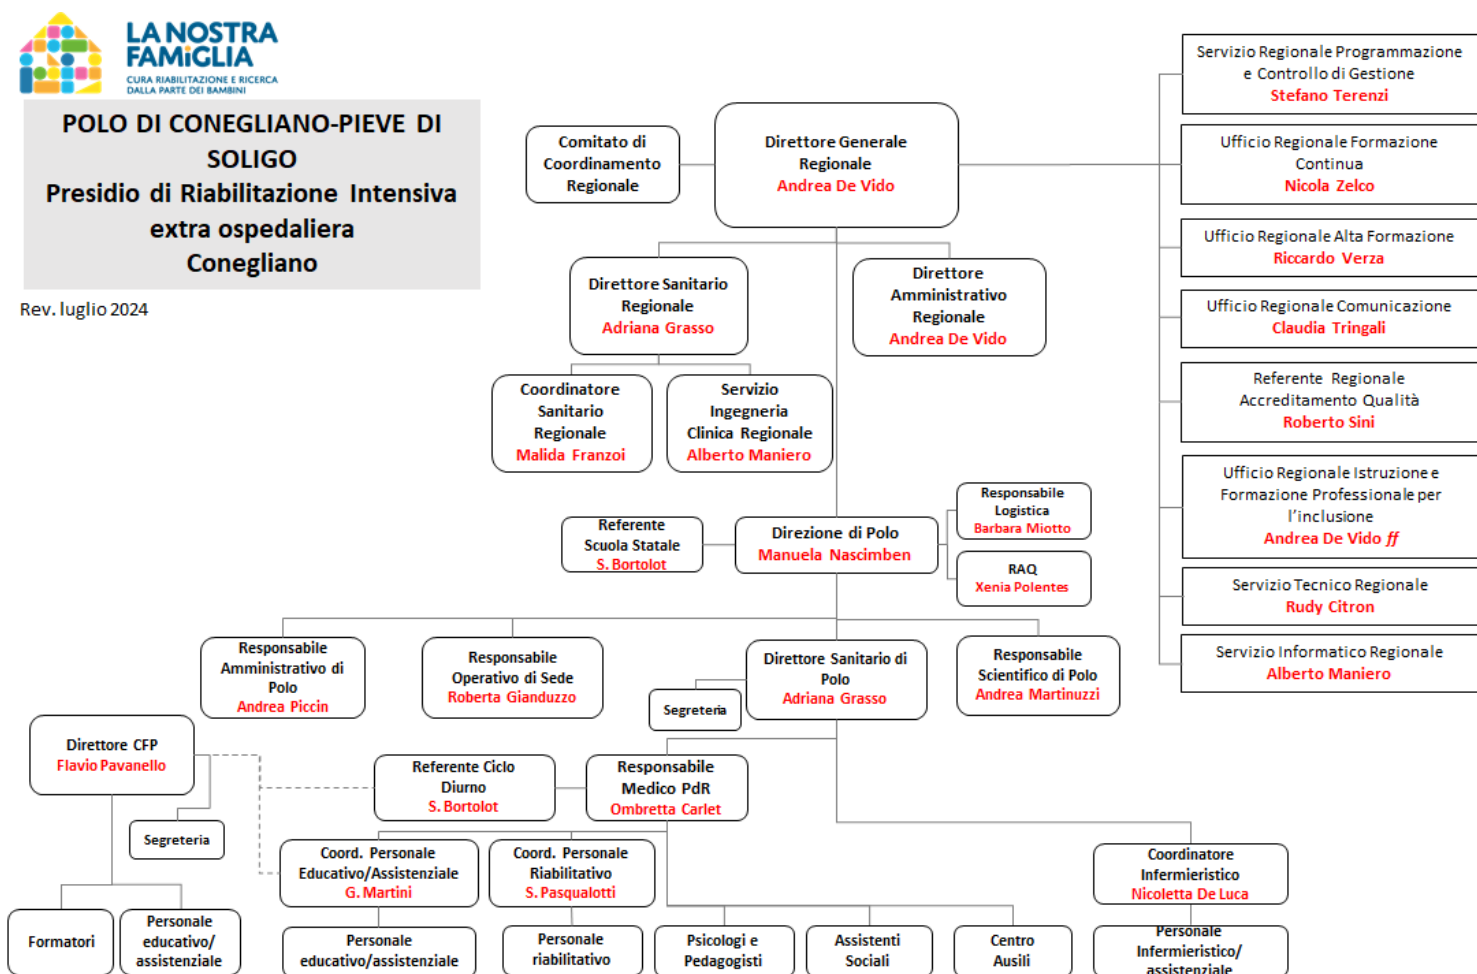 LA NOSTRA
FAMiGLIA
CURA RIABILITAZIONE E RICERCA
DALLA PARTE DEI BAMBINI
POLO DI CONEGLIANO-PIEVE DI
SOLIGO
Presidio di Riabilitazione Intensiva
extra ospedaliera
Conegliano
Rev. luglio 2024
Comitato di
Coordinamento
Regionale
Direttore Generale
Regionale
Andrea De Vido
Servizio Regionale Programmazione
e Controllo di Gestione
Stefano Terenzi
Ufficio Regionale Formazione
Continua
Nicola Zelco
Ufficio Regionale Alta Formazione
Riccardo Verza
Ufficio Regionale Comunicazione
Claudia Tringali
Referente Regionale
Accreditamento Qualità
Roberto Sini
Ufficio Regionale Istruzione e
Formazione Professionale per
l'inclusione
Andrea De Vido ff
Servizio Tecnico Regionale
Rudy Citron
Servizio Informatico Regionale
Alberto Maniero
Direttore Sanitario
Regionale
Adriana Grasso
Direttore
Amministrativo
Regionale
Andrea De Vido
Coordinatore
Sanitario
Regionale
Malida Franzoi
Servizio
Ingegneria
Clinica Regionale
Alberto Maniero
Referente
Scuola Statale
S. Bortolot
Direzione di Polo
Manuela Nascimben
Responsabile
Logistica
Barbara Miotto
RAQ
Xenia Polentes
Responsabile
Amministrativo di
Polo
Andrea Piccin
Responsabile
Operativo di Sede
Roberta Gianduzzo
Direttore Sanitario di
Polo
Adriana Grasso
Responsabile
Scientifico di Polo
Andrea Martinuzzi
Segreteria
Direttore CFP
Flavio Pavanello
Segreteria
Referente Ciclo
Diurno
S. Bortolot
Responsabile
Medico PdR
Ombretta Carlet
Coord. Personale
Educativo/Assistenziale
G. Martini
Coord. Personale
Riabilitativo
S. Pasqualotti
Coordinatore
Infermieristico
Nicoletta De Luca
Formatori
Personale
educativo/
assistenziale
Personale
educativo/assistenziale
Personale
riabilitativo
Psicologi e
Pedagogisti
Assistenti
Sociali
Centro
Ausili
Personale
Infermieristico/
assistenziale